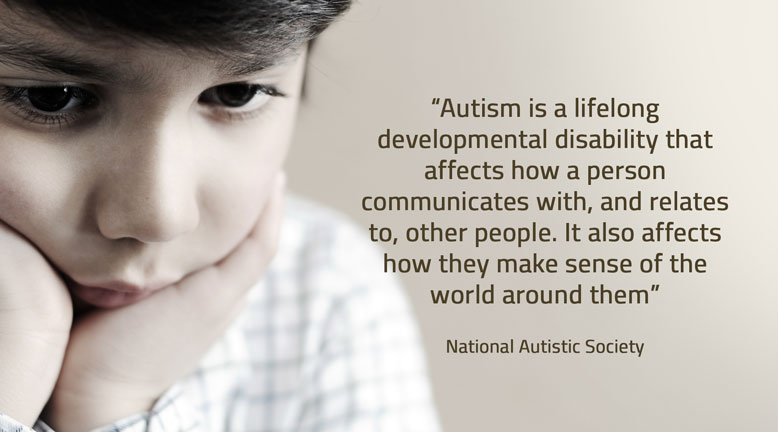 “Autism is a lifelong
developmental disability that
affects how a person
communicates with, and relates
to, other people. It also affects
how they make sense of the
world around them”
National Autistic Society